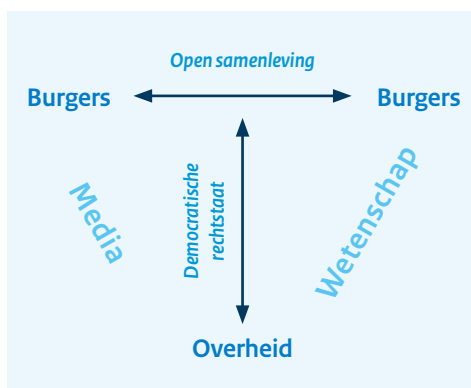 Open samenleving
Burgers
Burgers
Media
Democratische
rechtstaat
Wetenschap
Overheid